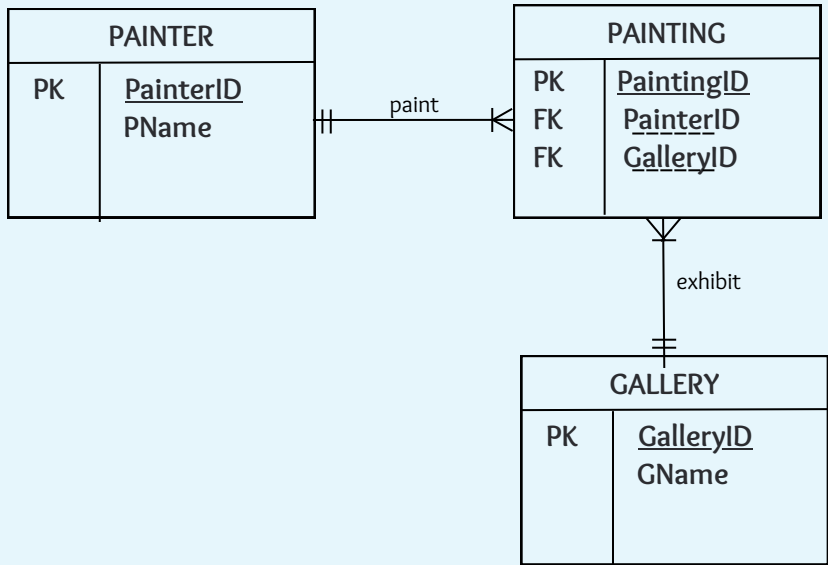 PAINTER
PK PainterID
PName
paint
PAINTING
PK PaintingID
FK PainterID
FK GalleryID
exhibit
GALLERY
PK GalleryID
GName